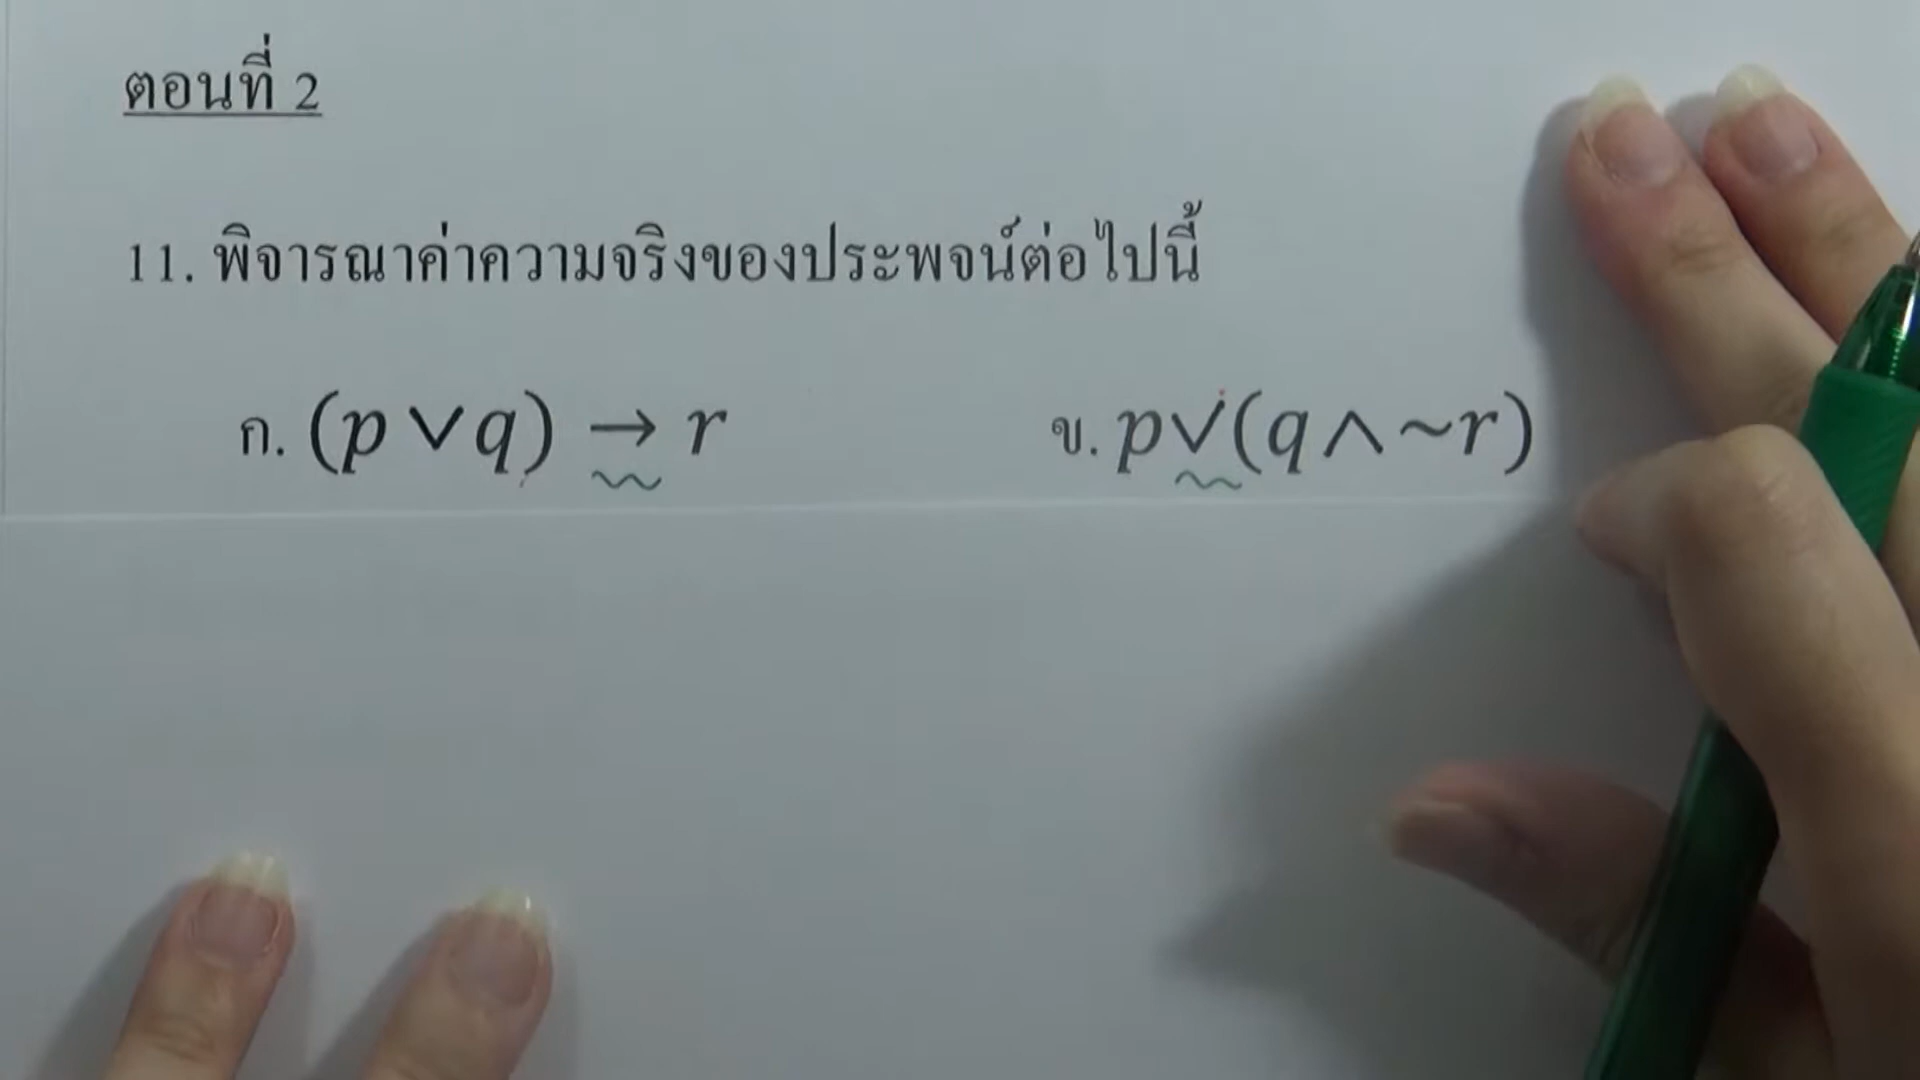 ตอนที่ 2
11. พิจารณาค่าความจริงของประพจน์ต่อไปนี้
ก. (p ∨ q) → r ข. p∨(q ∧ ~r)